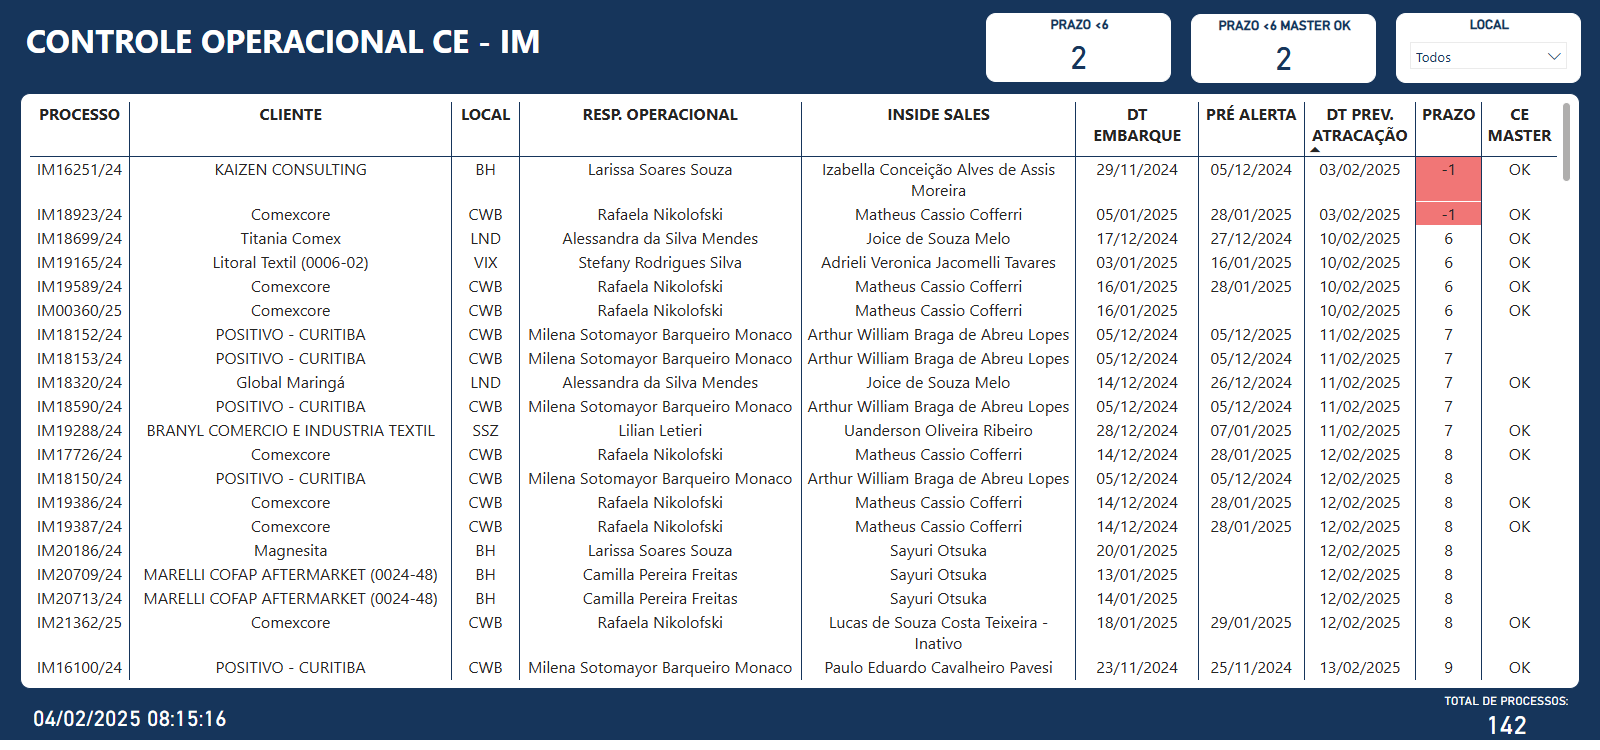 CONTROLE OPERACIONAL CE - IM
PRAZO <6
2
PRAZO <6 MASTER OK
2
LOCAL
Todos
PROCESSO CLIENTE LOCAL RESP. OPERACIONAL INSIDE SALES DT EMBARQUE PRÉ ALERTA DT PREV. ATRACAÇÃO PRAZO CE MASTER
IM16251/24 KAIZEN CONSULTING BH Larissa Soares Souza Izabella Conceição Alves de Assis Moreira 29/11/2024 05/12/2024 03/02/2025 -1 OK
IM18923/24 Comexcore CWB Rafaela Nikolofski Matheus Cassio Cofferri 05/01/2025 28/01/2025 03/02/2025 -1 OK
IM18699/24 Titania Comex LND Alessandra da Silva Mendes Joice de Souza Melo 17/12/2024 27/12/2024 10/02/2025 6 OK
IM19165/24 Litoral Textil (0006-02) VIX Stefany Rodrigues Silva Adrieli Veronica Jacomelli Tavares 03/01/2025 16/01/2025 10/02/2025 6 OK
IM19589/24 Comexcore CWB Rafaela Nikolofski Matheus Cassio Cofferri 16/01/2025 28/01/2025 10/02/2025 6 OK
IM00360/25 Comexcore CWB Rafaela Nikolofski Matheus Cassio Cofferri 16/01/2025 10/02/2025 6 OK
IM18152/24 POSITIVO - CURITIBA CWB Milena Sotomayor Barqueiro Monaco Arthur William Braga de Abreu Lopes 05/12/2024 05/12/2025 11/02/2025 7
IM18153/24 POSITIVO - CURITIBA CWB Milena Sotomayor Barqueiro Monaco Arthur William Braga de Abreu Lopes 05/12/2024 05/12/2024 11/02/2025 7
IM18320/24 Global Maringá LND Alessandra da Silva Mendes Joice de Souza Melo 14/12/2024 26/12/2024 11/02/2025 7 OK
IM18590/24 POSITIVO - CURITIBA CWB Milena Sotomayor Barqueiro Monaco Arthur William Braga de Abreu Lopes 05/12/2024 05/12/2024 11/02/2025 7
IM19288/24 BRANYL COMERCIO E INDUSTRIA TEXTIL SSZ Lilian Letieri Uanderson Oliveira Ribeiro 28/12/2024 07/01/2025 11/02/2025 7 OK
IM17726/24 Comexcore CWB Rafaela Nikolofski Matheus Cassio Cofferri 14/12/2024 28/01/2025 12/02/2025 8 OK
IM18150/24 POSITIVO - CURITIBA CWB Milena Sotomayor Barqueiro Monaco Arthur William Braga de Abreu Lopes 05/12/2024 05/12/2024 12/02/2025 8
IM19386/24 Comexcore CWB Rafaela Nikolofski Matheus Cassio Cofferri 14/12/2024 28/01/2025 12/02/2025 8 OK
IM19387/24 Comexcore CWB Rafaela Nikolofski Matheus Cassio Cofferri 14/12/2024 28/01/2025 12/02/2025 8 OK
IM20186/24 Magnesita BH Larissa Soares Souza Sayuri Otsuka 20/01/2025 12/02/2025 8
IM20709/24 MARELLI COFAP AFTERMARKET (0024-48) BH Camilla Pereira Freitas Sayuri Otsuka 13/01/2025 12/02/2025 8
IM20713/24 MARELLI COFAP AFTERMARKET (0024-48) BH Camilla Pereira Freitas Sayuri Otsuka 14/01/2025 12/02/2025 8
IM21362/25 Comexcore CWB Rafaela Nikolofski Lucas de Souza Costa Teixeira - Inativo 18/01/2025 29/01/2025 12/02/2025 8 OK
IM16100/24 POSITIVO - CURITIBA CWB Milena Sotomayor Barqueiro Monaco Paulo Eduardo Cavalheiro Pavesi 23/11/2024 25/11/2024 13/02/2025 9 OK
04/02/2025 08:15:16
TOTAL DE PROCESSOS:
142